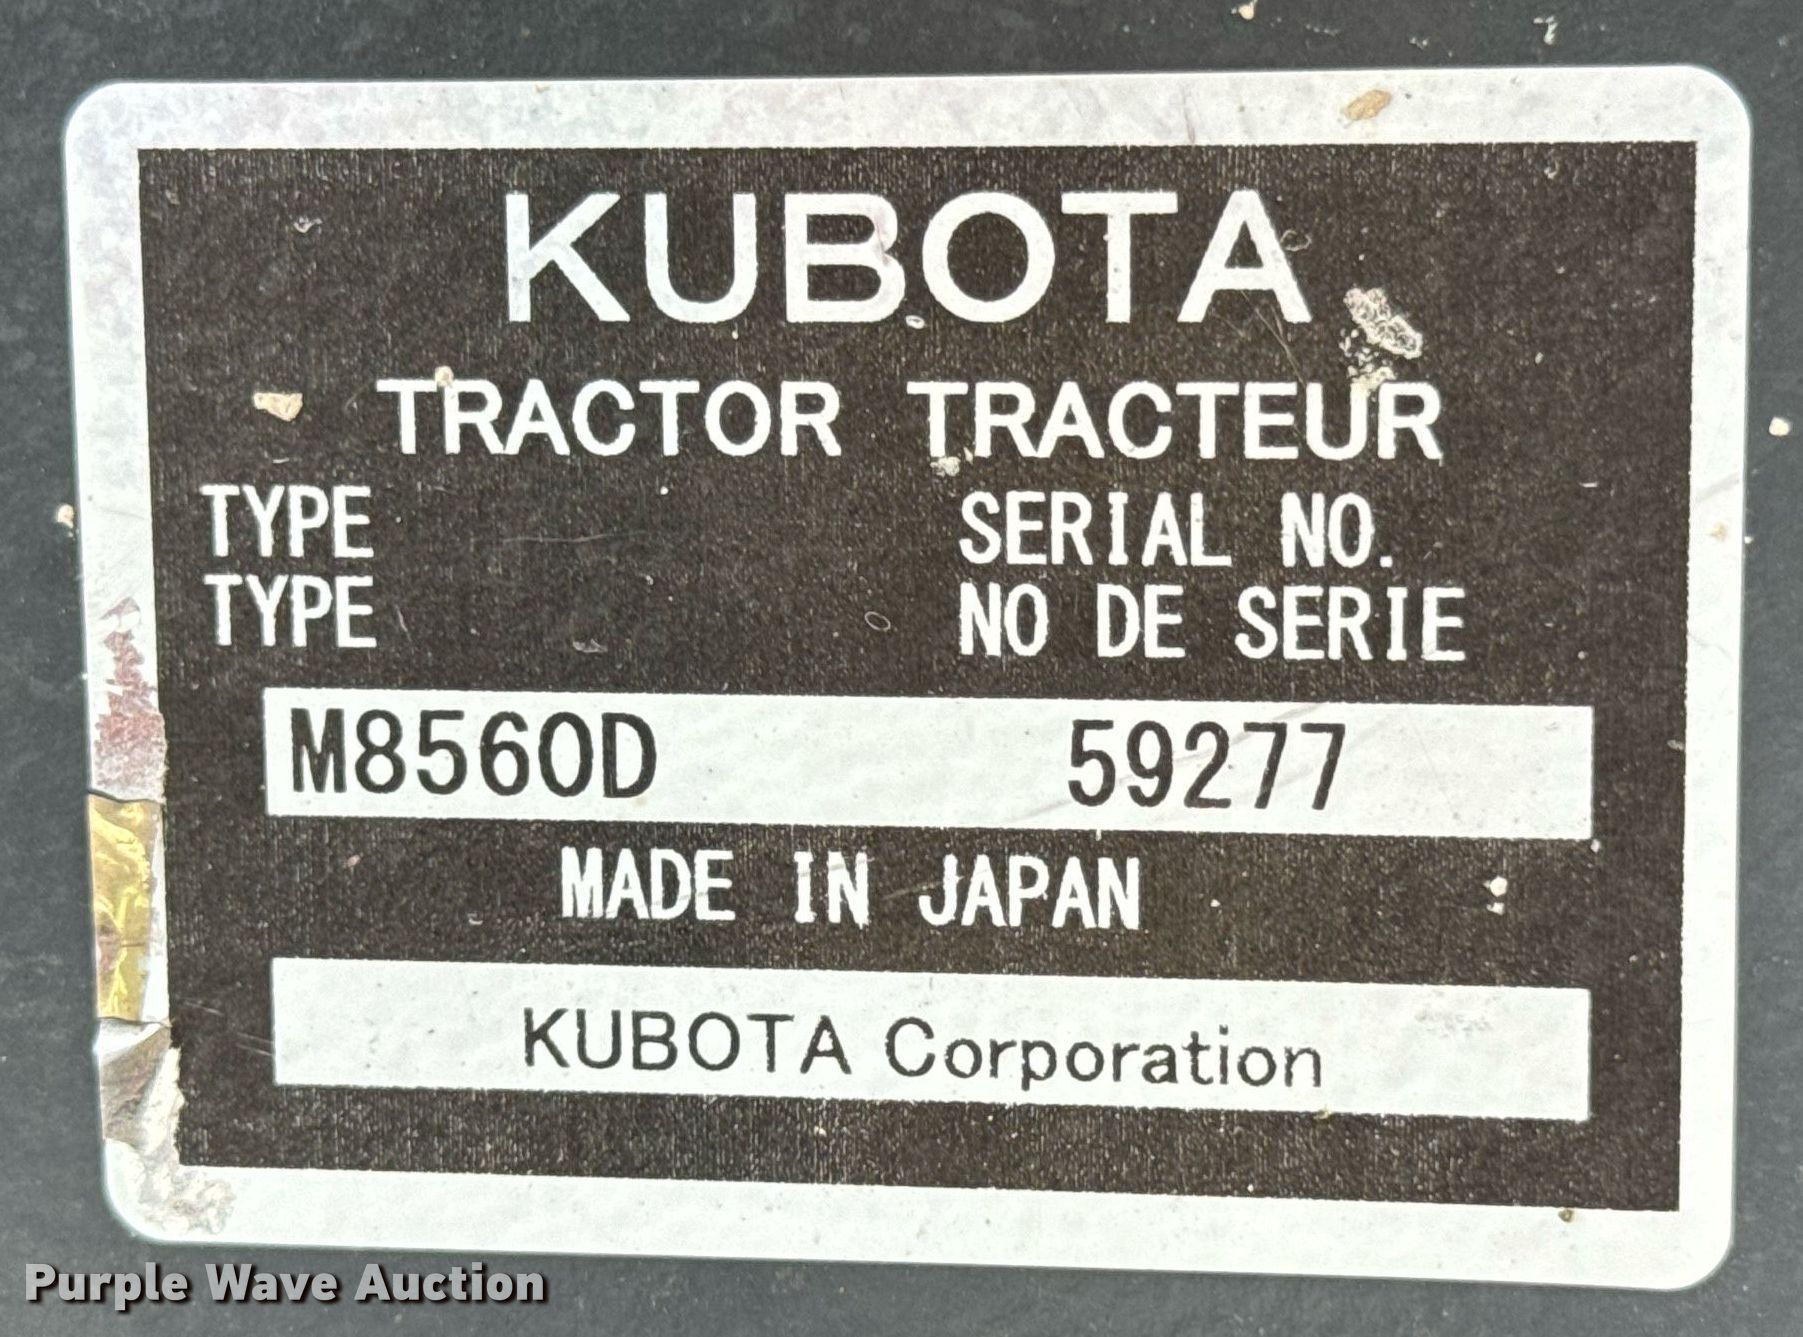 KUBOTA
TRACTOR TRACTEUR
TYPE SERIAL NO.
TYPE NO DE SERIE
M8560D 59277
MADE IN JAPAN
KUBOTA Corporation
Purple Wave Auction